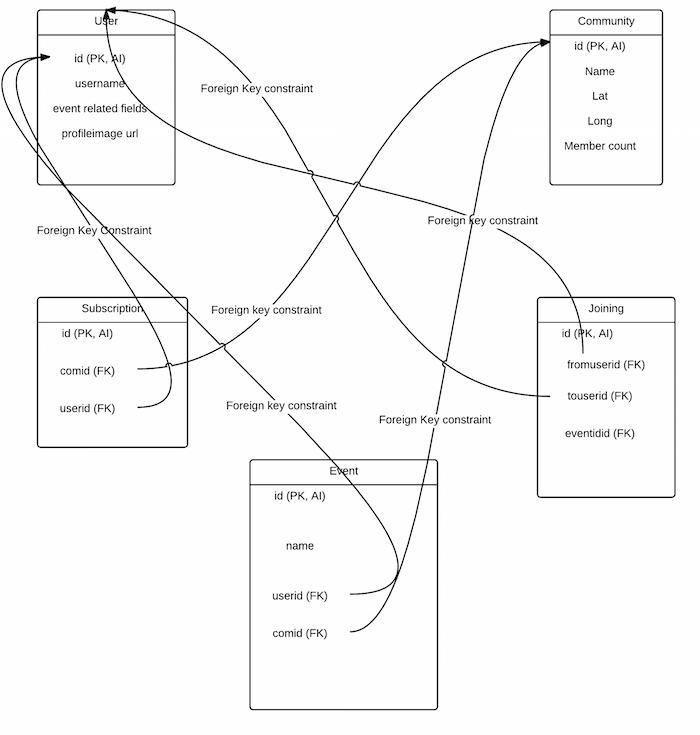 User
id (PK, AI)
username
event related fields
profileimage url
Community
id (PK, AI)
Name
Lat
Long
Member count
Foreign Key constraint
Foreign key constraint
Foreign Key Constraint
Subscription
id (PK, AI)
comid (FK)
userid (FK)
Foreign key constraint
Joining
id (PK, AI)
fromuserid (FK)
touserid (FK)
eventidid (FK)
Foreign key constraint
Foreign Key constraint
Event
id (PK, AI)
name
userid (FK)
comid (FK)